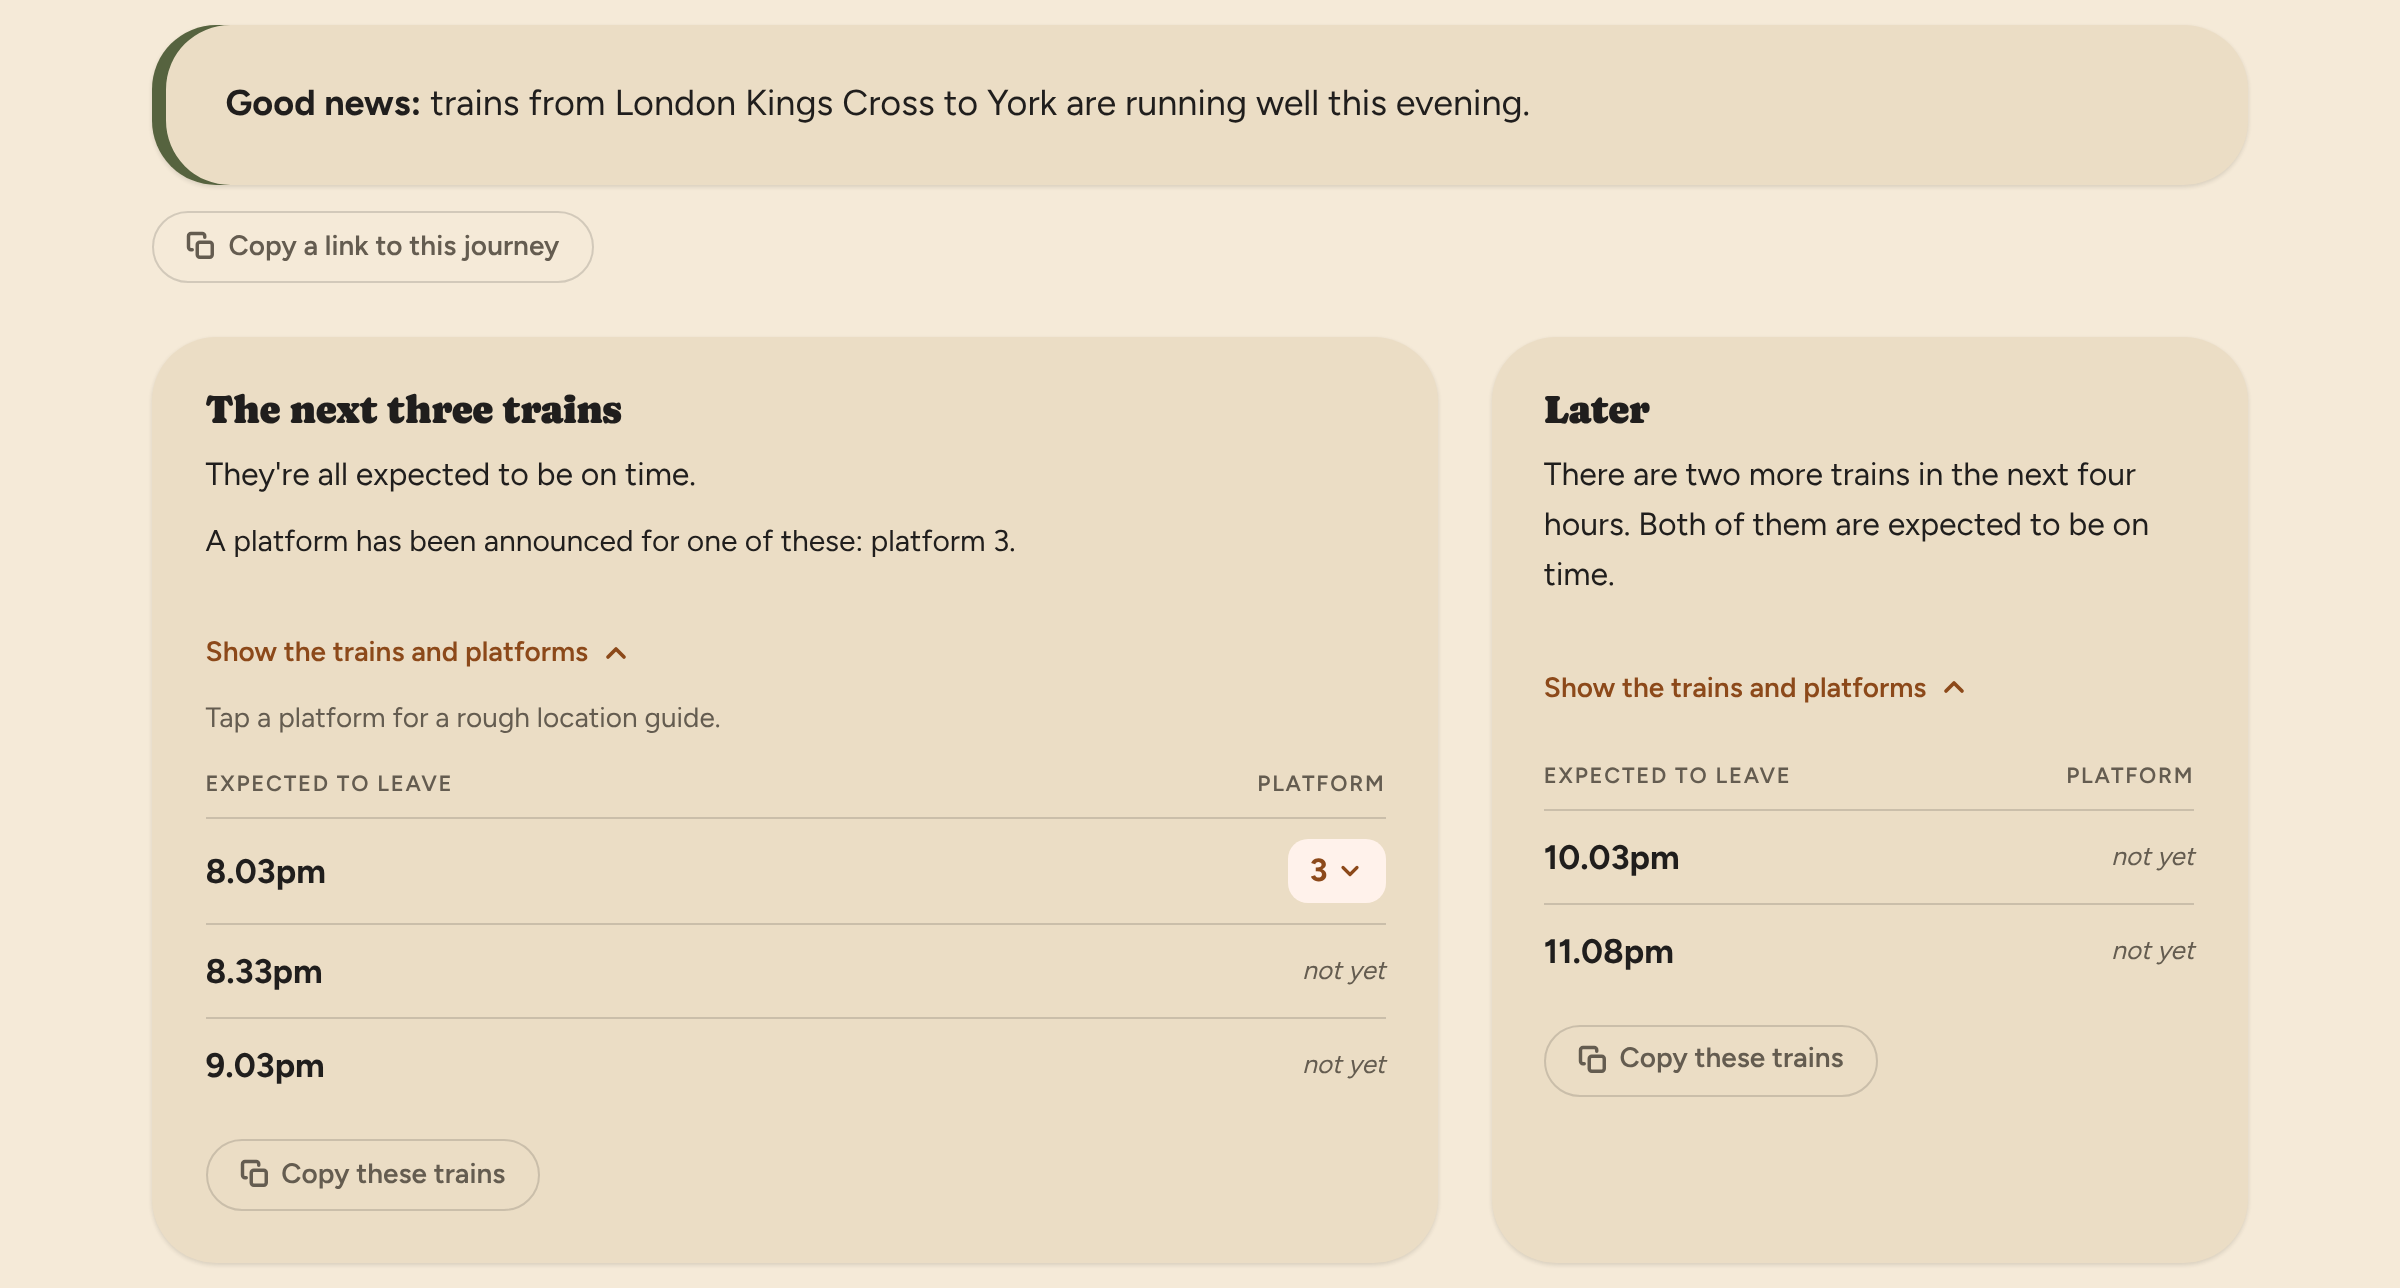 Good news: trains from London Kings Cross to York are running well this evening.
Copy a link to this journey
The next three trains
They're all expected to be on time.
A platform has been announced for one of these: platform 3.
Show the trains and platforms
Tap a platform for a rough location guide.
EXPECTED TO LEAVE PLATFORM
8.03pm 3
8.33pm not yet
9.03pm not yet
Copy these trains
Later
There are two more trains in the next four
hours. Both of them are expected to be on
time.
Show the trains and platforms
EXPECTED TO LEAVE PLATFORM
10.03pm not yet
11.08pm not yet
Copy these trains